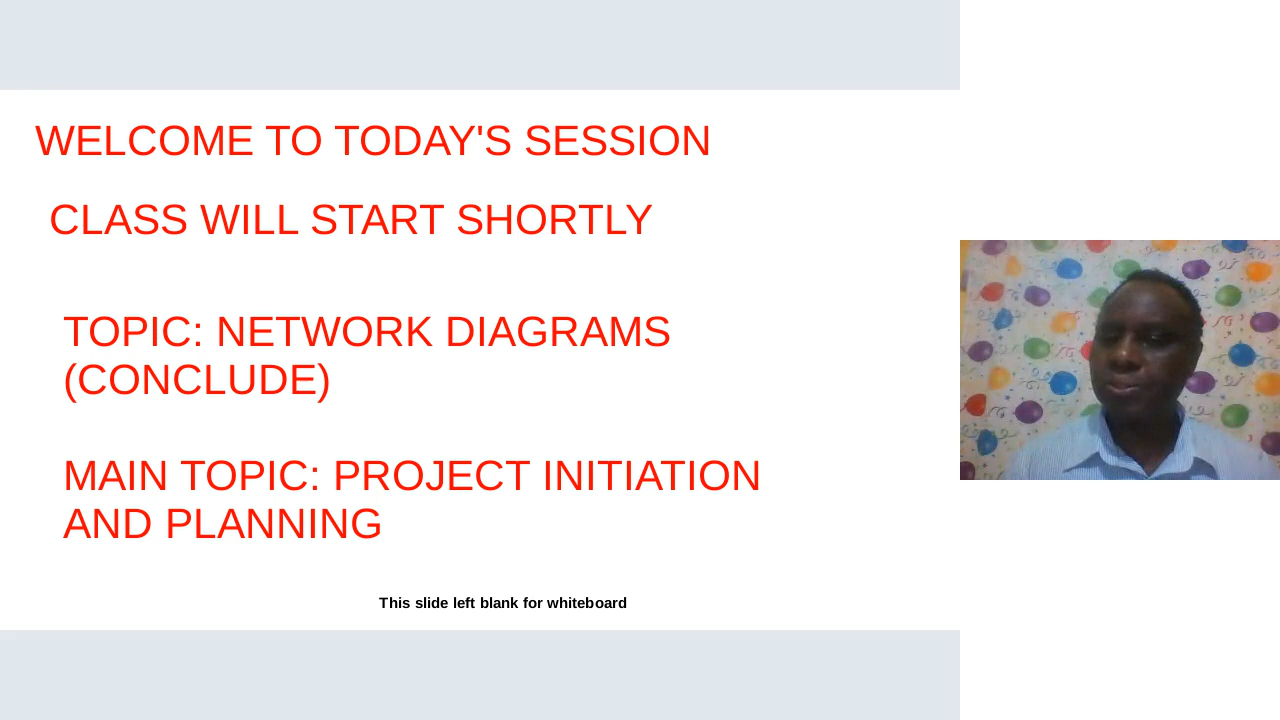 WELCOME TO TODAY'S SESSION
CLASS WILL START SHORTLY
TOPIC: NETWORK DIAGRAMS
(CONCLUDE)
MAIN TOPIC: PROJECT INITIATION
AND PLANNING
This slide left blank for whiteboard